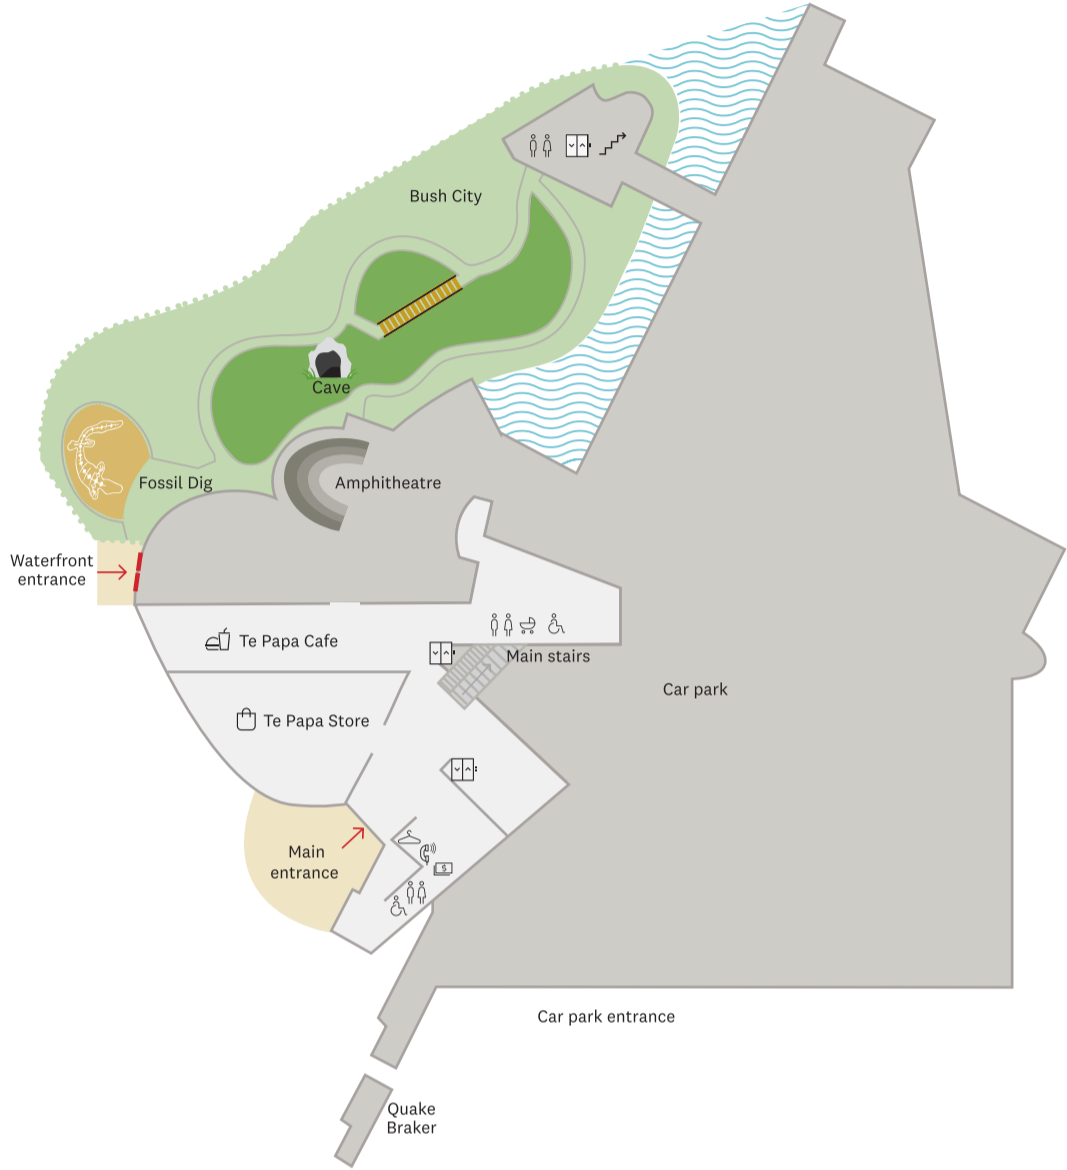 Bush City
Cave
Fossil Dig
Amphitheatre
Waterfront
entrance
Te Papa Cafe
Main stairs
Car park
Te Papa Store
$
Main
entrance
Car park entrance
Quake
Braker